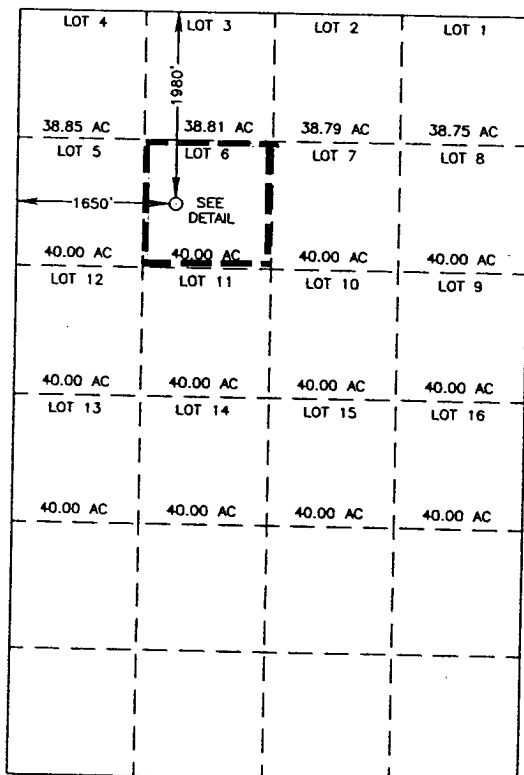 LOT 4 LOT 3 LOT 2 LOT 1
1980'
38.85 AC 38.81 AC 38.79 AC 38.75 AC
LOT 5 LOT 6 LOT 7 LOT 8
1650' SEE
DETAIL
40.00 AC 40.00 AC 40.00 AC 40.00 AC
LOT 12 LOT 11 LOT 10 LOT 9
40.00 AC 40.00 AC 40.00 AC 40.00 AC
LOT 13 LOT 14 LOT 15 LOT 16
40.00 AC 40.00 AC 40.00 AC 40.00 AC